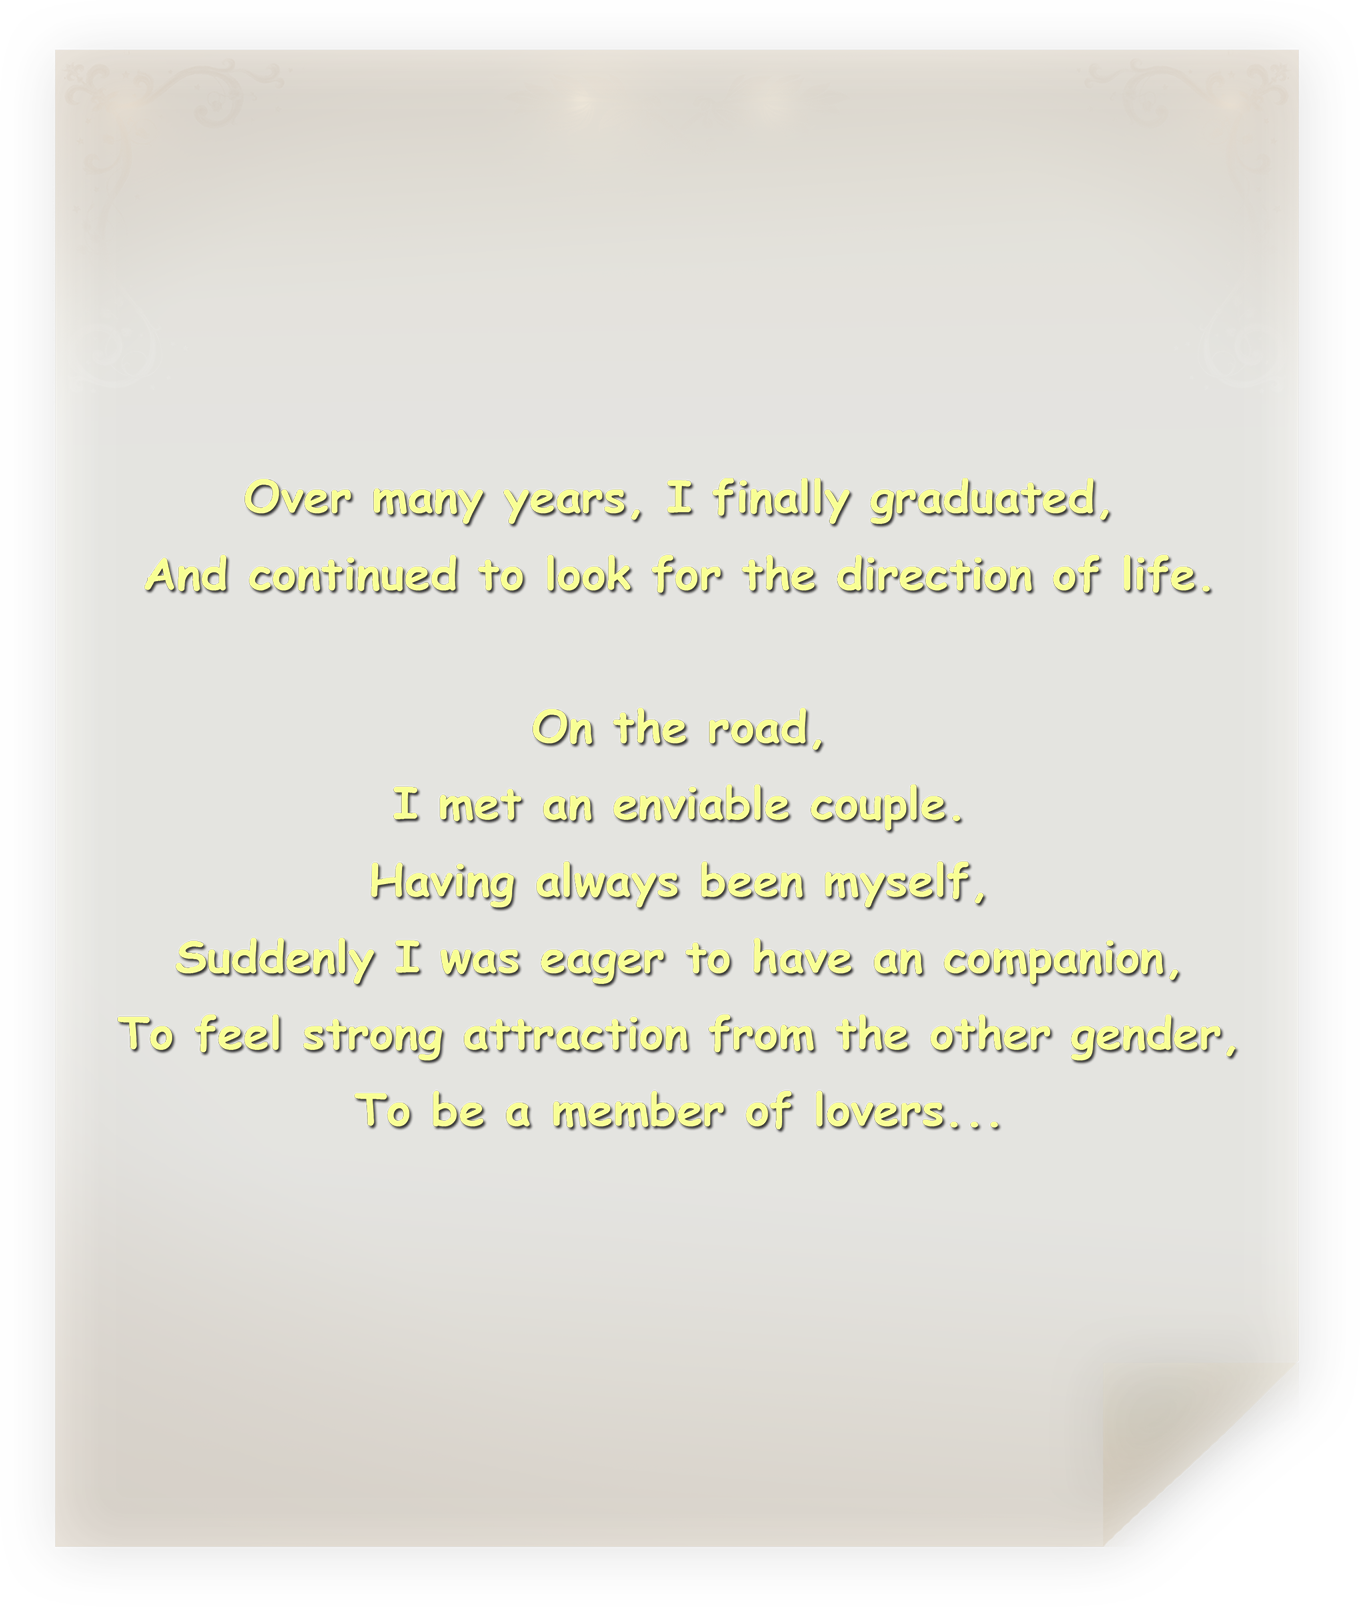 Over many years, I finally graduated,
And continued to look for the direction of life.
On the road,
I met an enviable couple.
Having always been myself,
Suddenly I was eager to have an companion,
To feel strong attraction from the other gender,
To be a member of lovers...